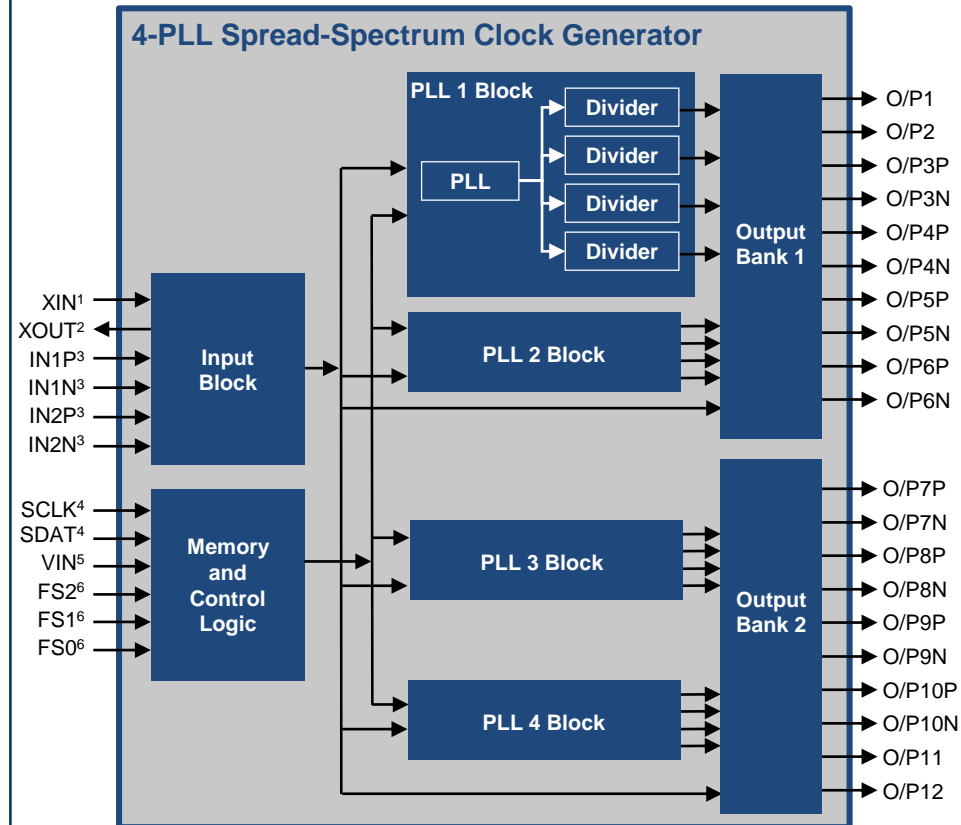 4-PLL Spread-Spectrum Clock Generator
PLL 1 Block
PLL
Divider
Divider
Divider
Divider
Output
Bank 1
O/P1
O/P2
O/P3P
O/P3N
O/P4P
O/P4N
O/P5P
O/P5N
O/P6P
O/P6N
XIN¹
XOUT²
IN1P³
IN1N³
IN2P³
IN2N³
Input
Block
PLL 2 Block
SCLK⁴
SDAT⁴
VIN⁵
FS2⁶
FS1⁶
FS0⁶
Memory
and
Control
Logic
PLL 3 Block
PLL 4 Block
Output
Bank 2
O/P7P
O/P7N
O/P8P
O/P8N
O/P9P
O/P9N
O/P10P
O/P10N
O/P11
O/P12